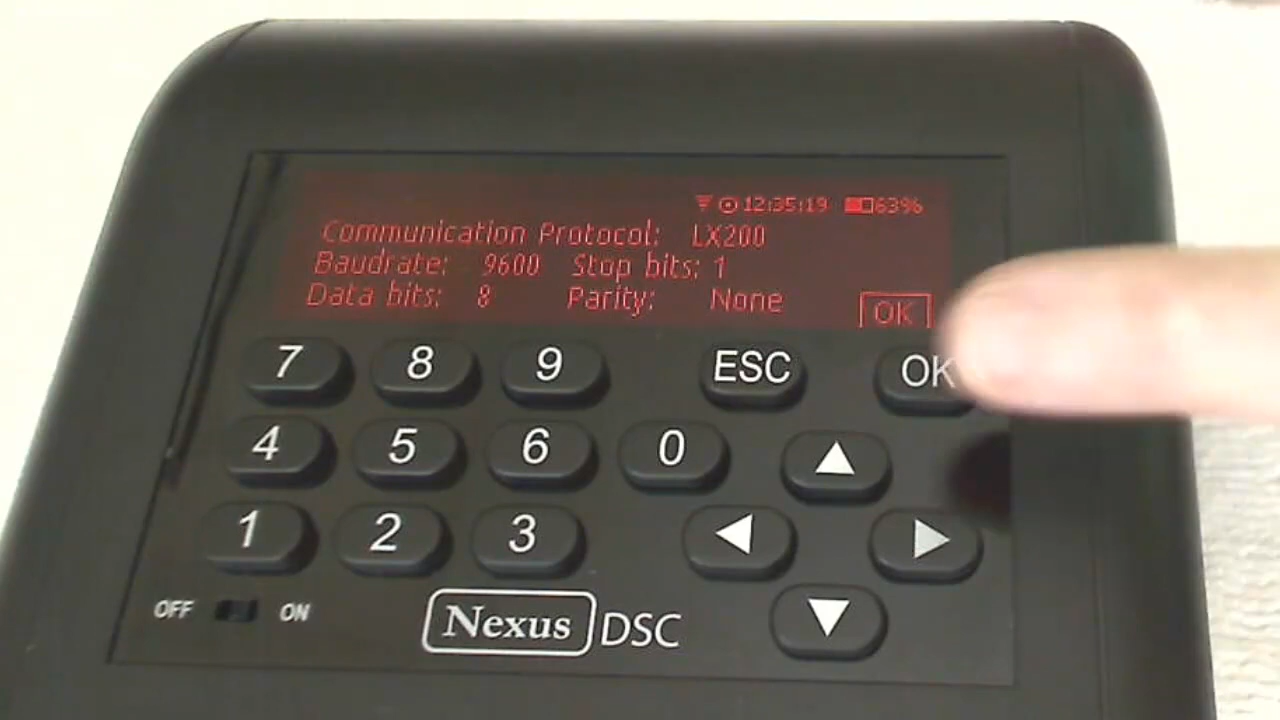 12:35:19 63%
Communication Protocol: LX200
Baudrate: 9600 Stop bits: 1
Data bits: 8 Parity: None OK
7 8 9 ESC OK
4 5 6 0
1 2 3
OFF ON
Nexus DSC